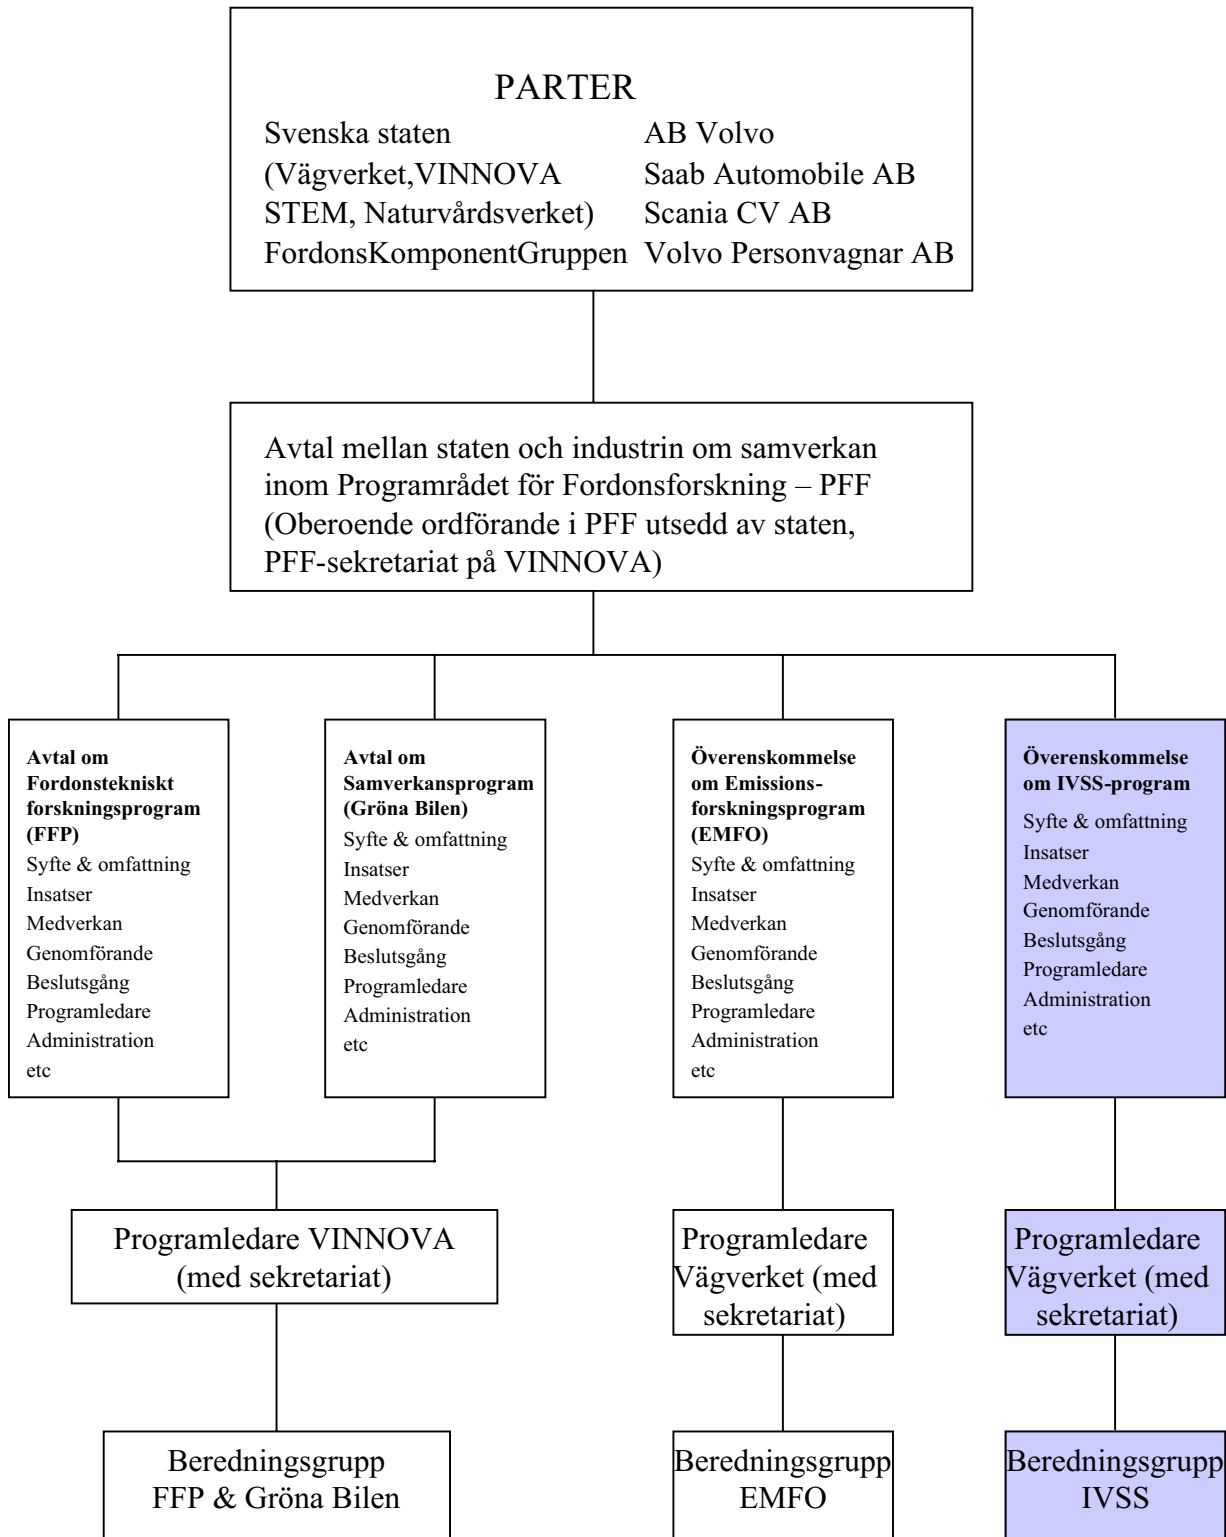 PARTER
Svenska staten
(Vägverket,VINNOVA
STEM, Naturvårdsverket)
FordonsKomponentGruppen
AB Volvo
Saab Automobile AB
Scania CV AB
Volvo Personvagnar AB
Avtal mellan staten och industrin om samverkan
inom Programrådet för Fordonsforskning – PFF
(Oberoende ordförande i PFF utsedd av staten,
PFF-sekretariat på VINNOVA)
Avtal om
Fordonstekniskt
forskningsprogram
(FFP)
Syfte & omfattning
Insatser
Medverkan
Genomförande
Beslutsgång
Programledare
Administration
etc
Avtal om
Samverkansprogram
(Gröna Bilen)
Syfte & omfattning
Insatser
Medverkan
Genomförande
Beslutsgång
Programledare
Administration
etc
Överenskommelse
om Emissions-
forskningsprogram
(EMFO)
Syfte & omfattning
Insatser
Medverkan
Genomförande
Beslutsgång
Programledare
Administration
etc
Överenskommelse
om IVSS-program
Syfte & omfattning
Insatser
Medverkan
Genomförande
Beslutsgång
Programledare
Administration
etc
Programledare VINNOVA
(med sekretariat)
Programledare
Vägverket (med
sekretariat)
Programledare
Vägverket (med
sekretariat)
Beredningsgrupp
FFP & Gröna Bilen
Beredningsgrupp
EMFO
Beredningsgrupp
IVSS